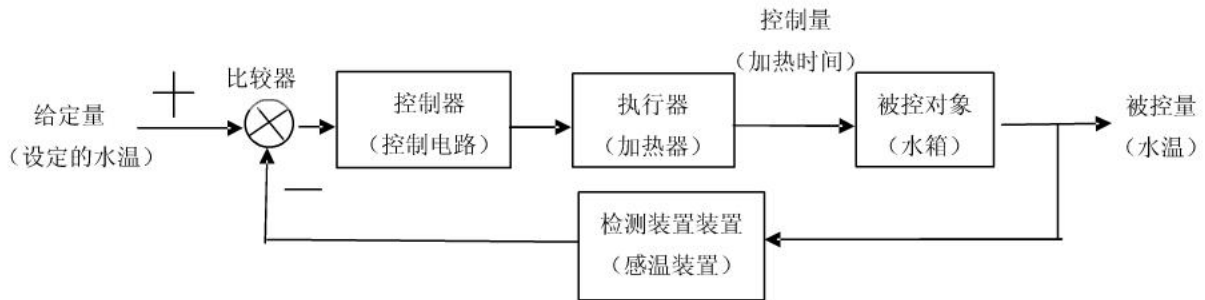 控制量
（加热时间）
比较器
给定量
（设定的水温）
控制器
（控制电路）
执行器
（加热器）
被控对象
（水箱）
被控量
（水温）
检测装置装置
（感温装置）